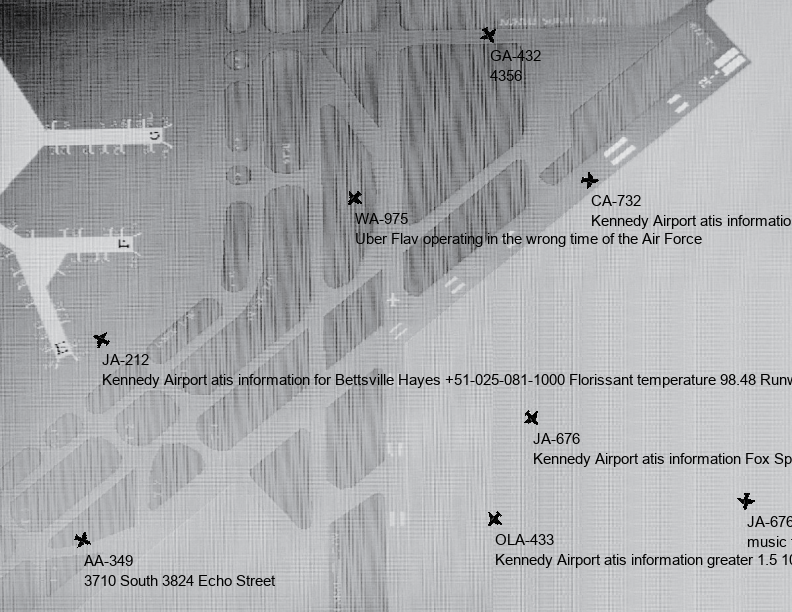 GA-432
4356
G
CA-732
Kennedy Airport atis informatio
WA-975
Uber Flav operating in the wrong time of the Air Force
F
JA-212
Kennedy Airport atis information for Bettsville Hayes +51-025-081-1000 Florissant temperature 98.48 Runw
JA-676
Kennedy Airport atis information Fox Sp
JA-676
music
OLA-433
Kennedy Airport atis information greater 1.5 10
AA-349
3710 South 3824 Echo Street